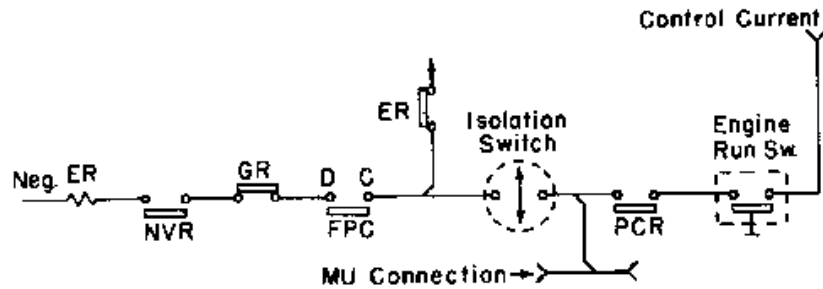 Control Current
ER
Isolation
Switch
Engine
Run Sw.
Neg. ER
GR
D C
NVR
FPC
PCR
MU Connection→